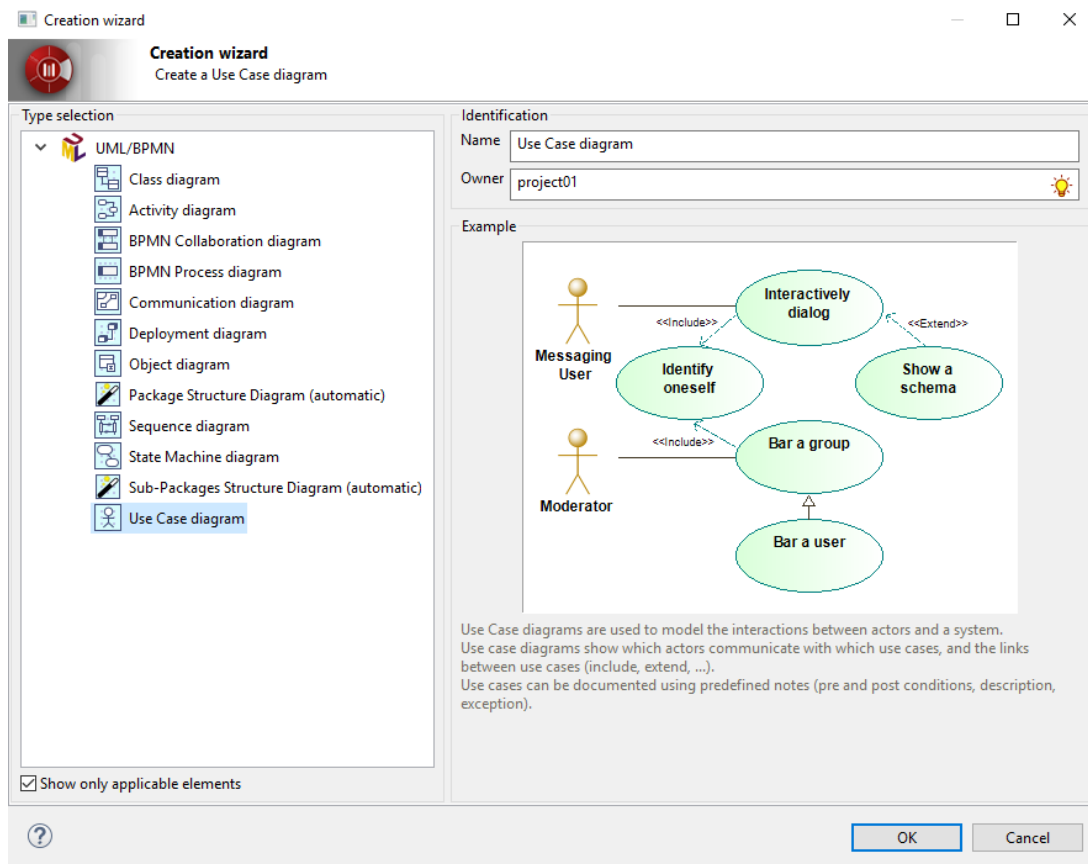 Creation wizard
Creation wizard
Create a Use Case diagram
Type selection
UML/BPMN
Class diagram
Activity diagram
BPMN Collaboration diagram
BPMN Process diagram
Communication diagram
Deployment diagram
Object diagram
Package Structure Diagram (automatic)
Sequence diagram
State Machine diagram
Sub-Packages Structure Diagram (automatic)
Use Case diagram
Show only applicable elements
Identification
Name
Use Case diagram
Owner
project01
Example
Interactively
dialog
<<Include>>
<<Extend>>
Messaging
User
Identify
oneself
Show a
schema
<<Include>>
Bar a group
Moderator
Bar a user
Use Case diagrams are used to model the interactions between actors and a system.
Use case diagrams show which actors communicate with which use cases, and the links
between use cases (include, extend, ...).
Use cases can be documented using predefined notes (pre and post conditions, description,
exception).
OK
Cancel